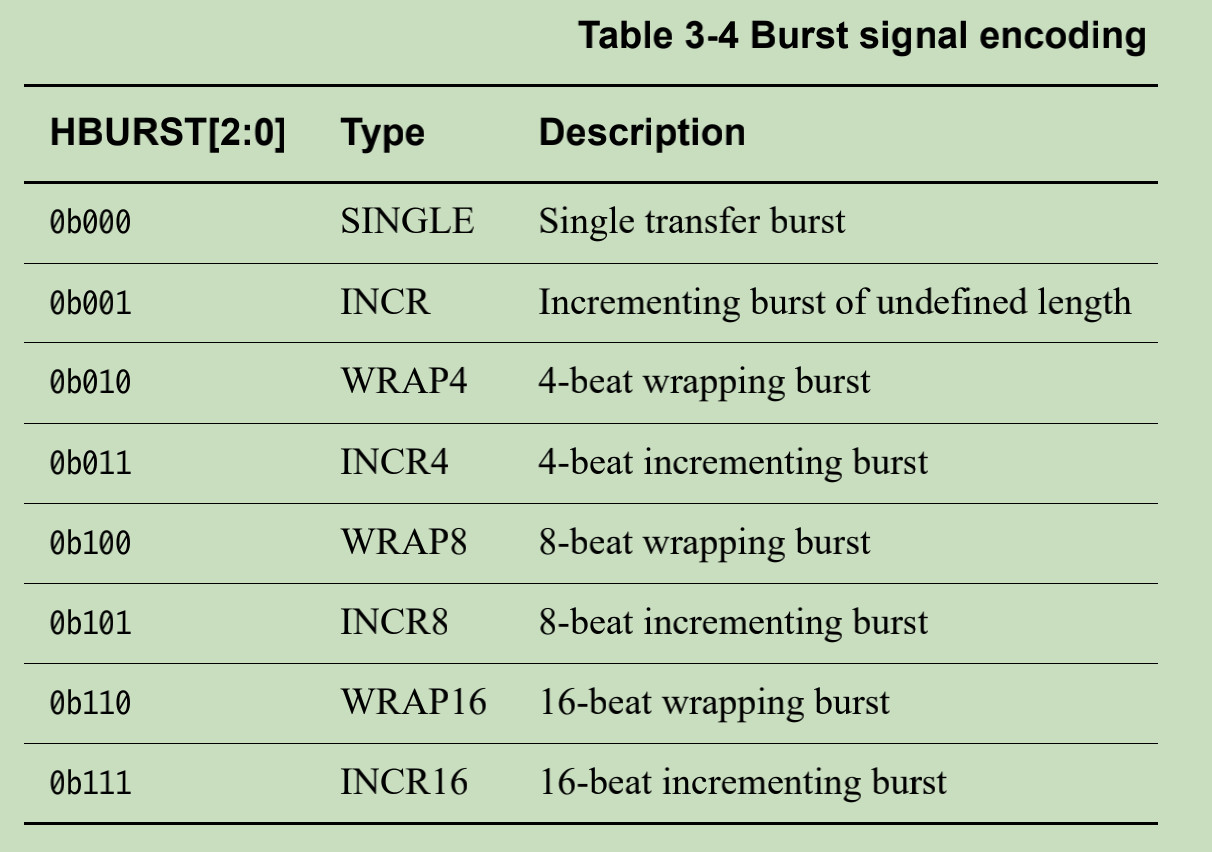 Table 3-4 Burst signal encoding
HBURST[2:0] Type Description
0b000 SINGLE Single transfer burst
0b001 INCR Incrementing burst of undefined length
0b010 WRAP4 4-beat wrapping burst
0b011 INCR4 4-beat incrementing burst
0b100 WRAP8 8-beat wrapping burst
0b101 INCR8 8-beat incrementing burst
0b110 WRAP16 16-beat wrapping burst
0b111 INCR16 16-beat incrementing burst